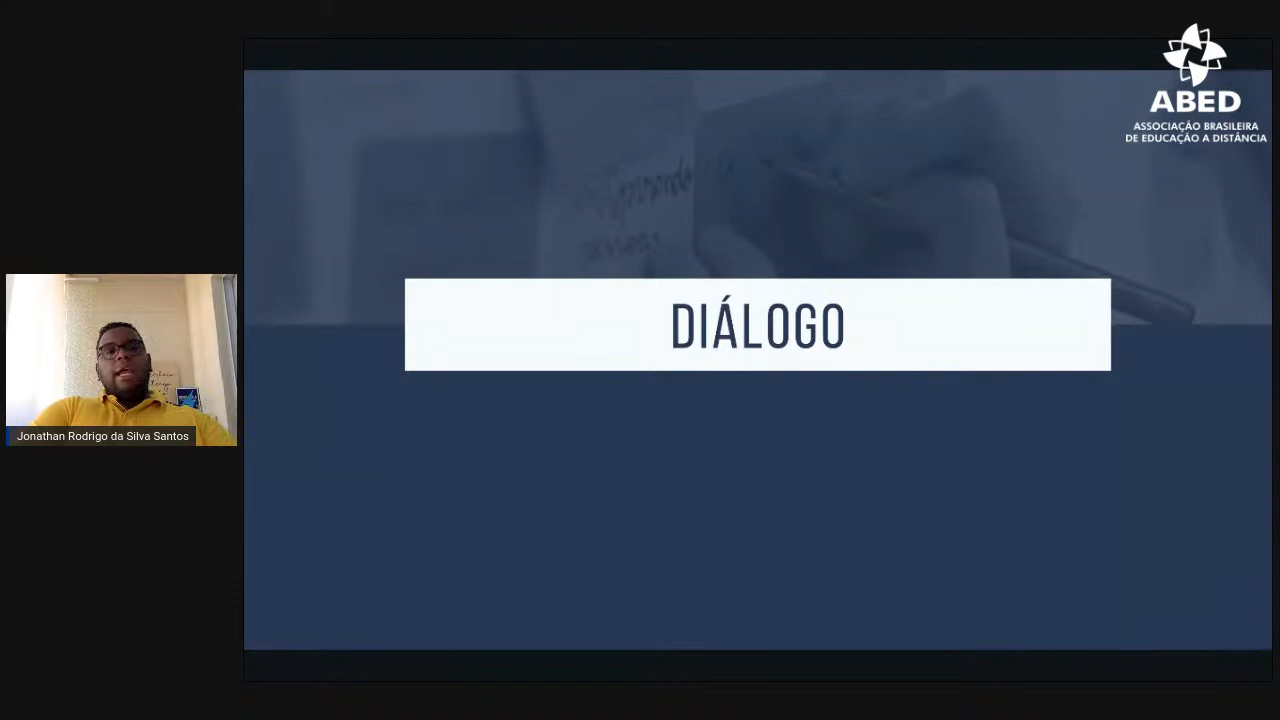 ABED
ASSOCIAÇÃO BRASILEIRA
DE EDUCAÇÃO A DISTÂNCIA
DIÁLOGO
Jonathan Rodrigo da Silva Santos